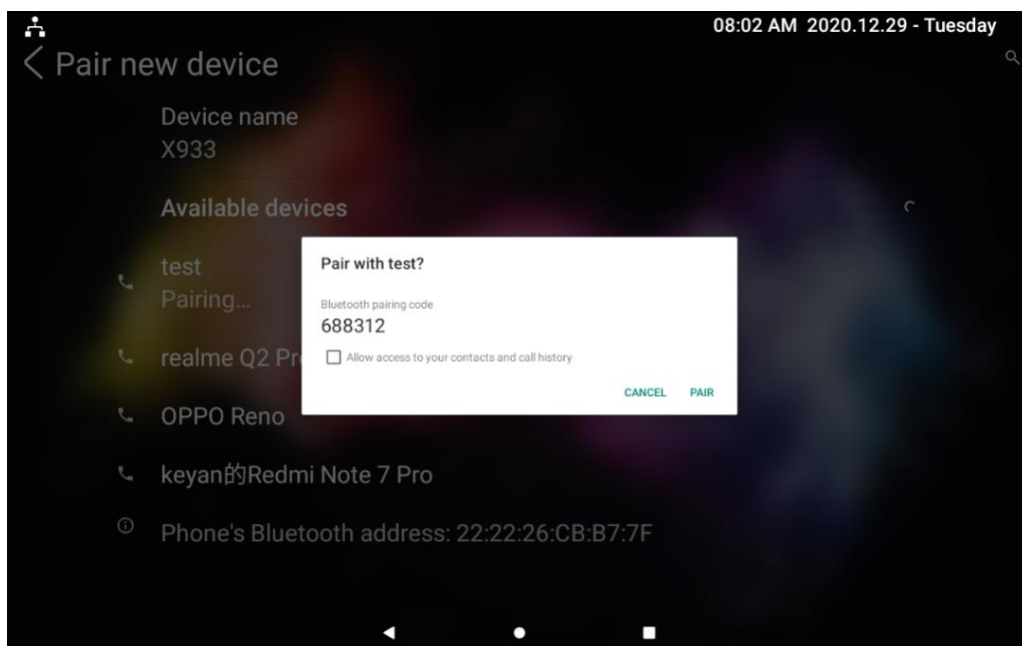 08:02 AM 2020.12.29 - Tuesday
Pair new device
Device name
X933
Available devices
test
Pairing...
Pair with test?
Bluetooth pairing code
688312
Allow access to your contacts and call history
CANCEL PAIR
realme Q2 Pr
OPPO Reno
keyan的Redmi Note 7 Pro
Phone's Bluetooth address: 22:22:26:CB:B7:7F